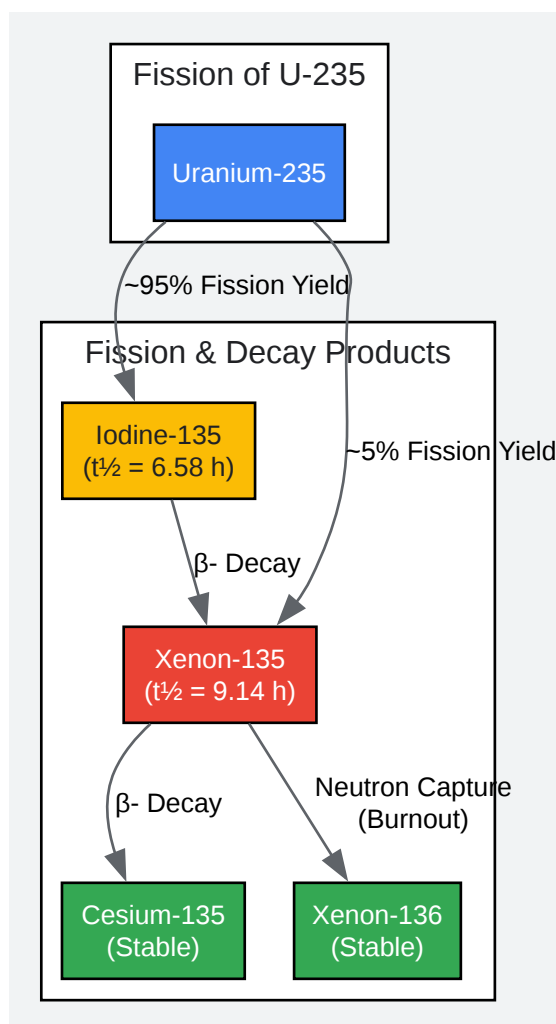 Fission of U-235
Uranium-235
~95% Fission Yield
Fission & Decay Products
Iodine-135
(t½ = 6.58 h)
~5% Fission Yield
β- Decay
Xenon-135
(t½ = 9.14 h)
Neutron Capture
(Burnout)
β- Decay
Cesium-135
(Stable)
Xenon-136
(Stable)